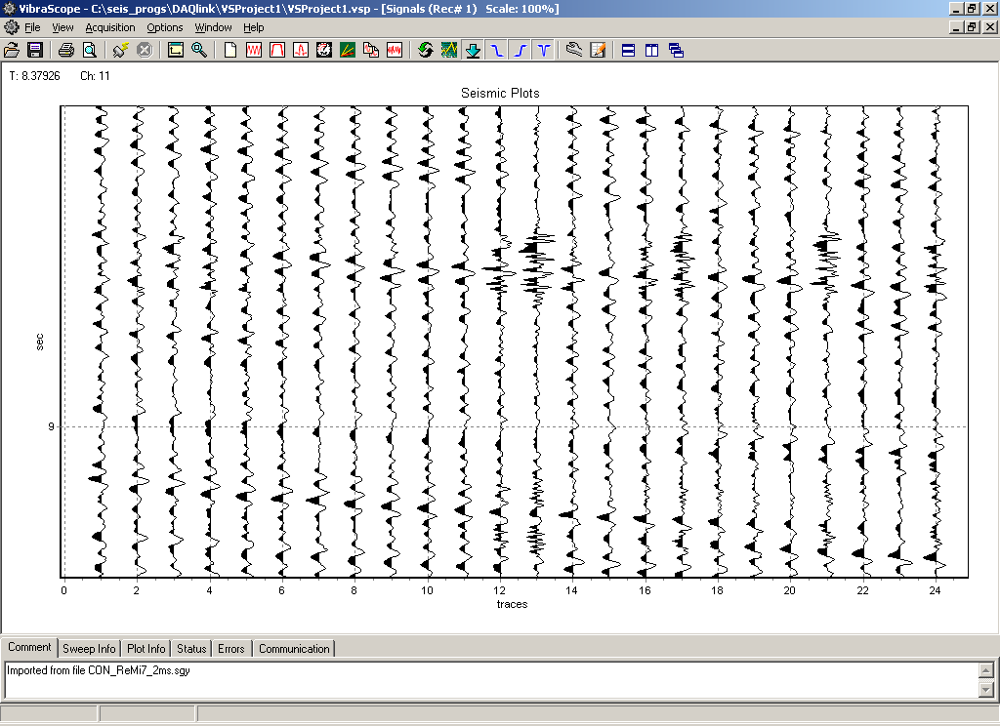 VibraScope - C:\seis_progs\DAQlink\VSProject1\VSProject1.vsp - [Signals (Rec# 1)  Scale: 100%]
File View Acquisition Options Window Help
T: 8.37926 Ch: 11
Seismic Plots
sec
9
0 2 4 6 8 10 12 14 16 18 20 22 24
traces
Comment Sweep Info Plot Info Status Errors Communication
Imported from file CON_ReMi7_2ms.sgy